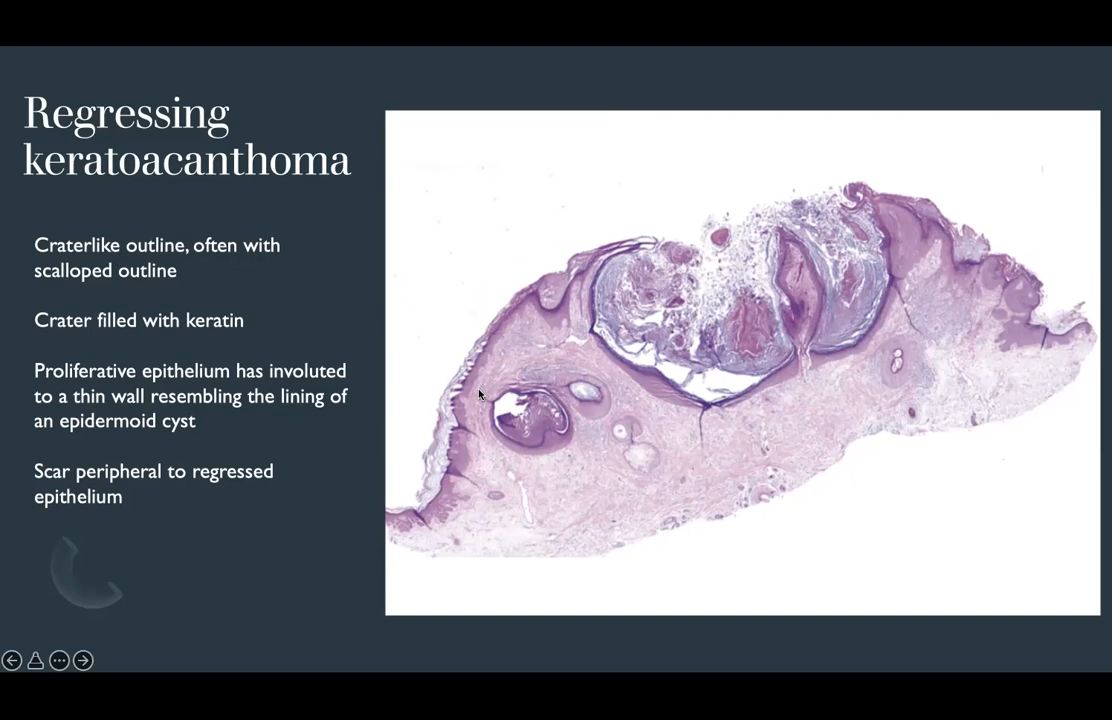 Regressing
keratoacanthoma
Craterlike outline, often with
scalloped outline
Crater filled with keratin
Proliferative epithelium has involuted
to a thin wall resembling the lining of
an epidermoid cyst
Scar peripheral to regressed
epithelium